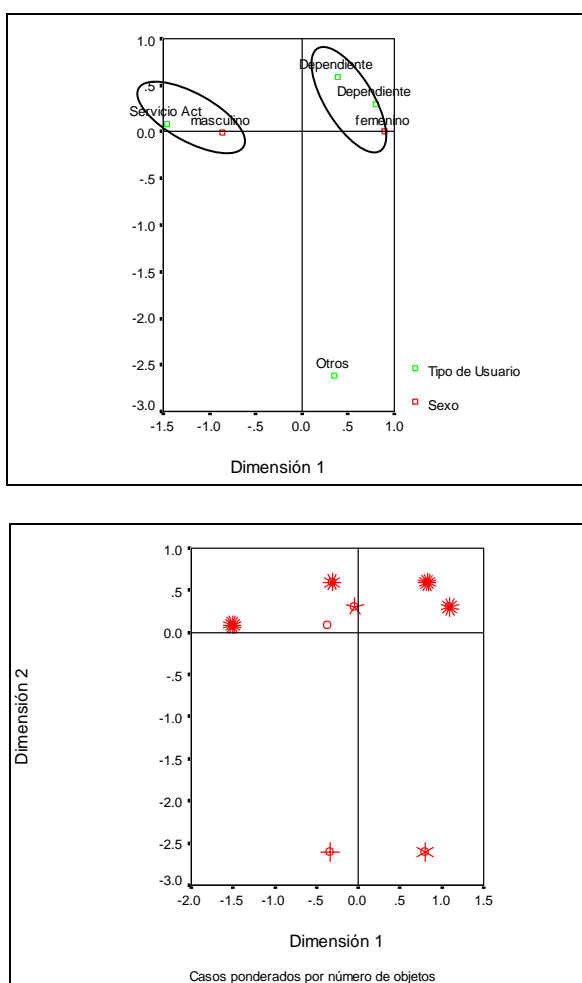 1.0
Dependiente
.5
Dependiente
Servicio Act
masculino
femenino
0.0
-.5
-1.0
-1.5
-2.0
-2.5
Otros
Tipo de Usuario
-3.0
Sexo
-1.5 -1.0 -.5 0.0 .5 1.0
Dimensión 1
1.0
.5
0.0
-.5
-1.0
-1.5
-2.0
-2.5
-3.0
Dimensión 2
-2.0 -1.5 -1.0 -.5 0.0 .5 1.0 1.5
Dimensión 1
Casos ponderados por número de objetos